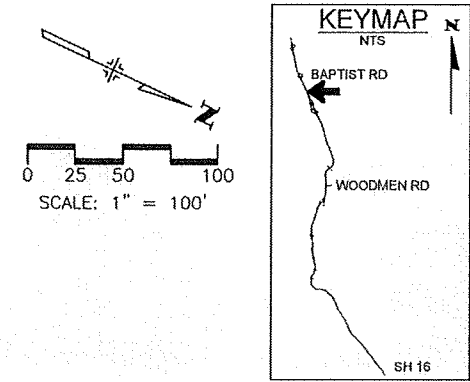 N
0 25 50 100
SCALE: 1" = 100'
KEYMAP
NTS
N
BAPTIST RD
WOODMEN RD
SH 16